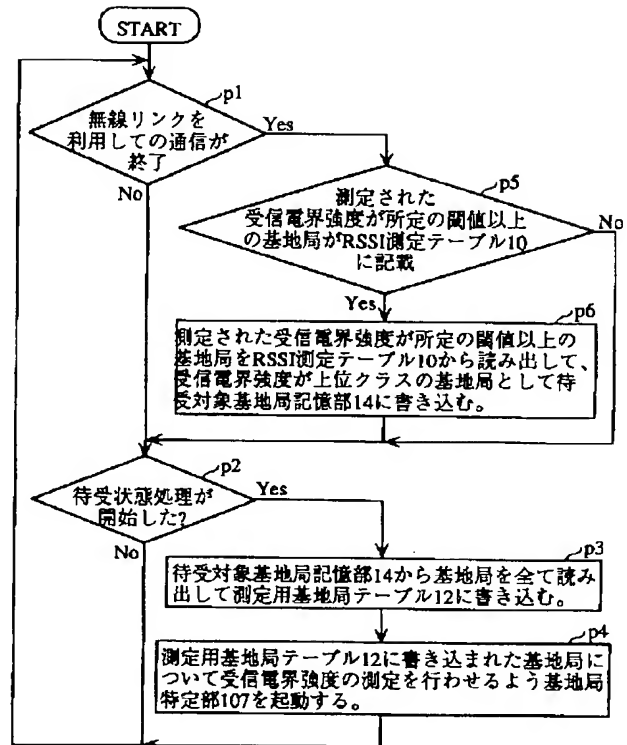 START
p1
無線リンクを
利用しての通信が
終了
Yes
No
p5
測定された
受信電界強度が所定の閾値以上
の基地局がRSSI測定テーブル10
に記載
No
Yes
p6
測定された受信電界強度が所定の閾値以上の
基地局をRSSI測定テーブル10から読み出して、
受信電界強度が上位クラスの基地局として待
受対象基地局記憶部14に書き込む。
p2
待受状態処理が
開始した?
Yes
No
p3
待受対象基地局記憶部14から基地局を全て読み
出して測定用基地局テーブル12に書き込む。
p4
測定用基地局テーブル12に書き込まれた基地局に
ついて受信電界強度の測定を行わせるよう基地局
特定部107を起動する。